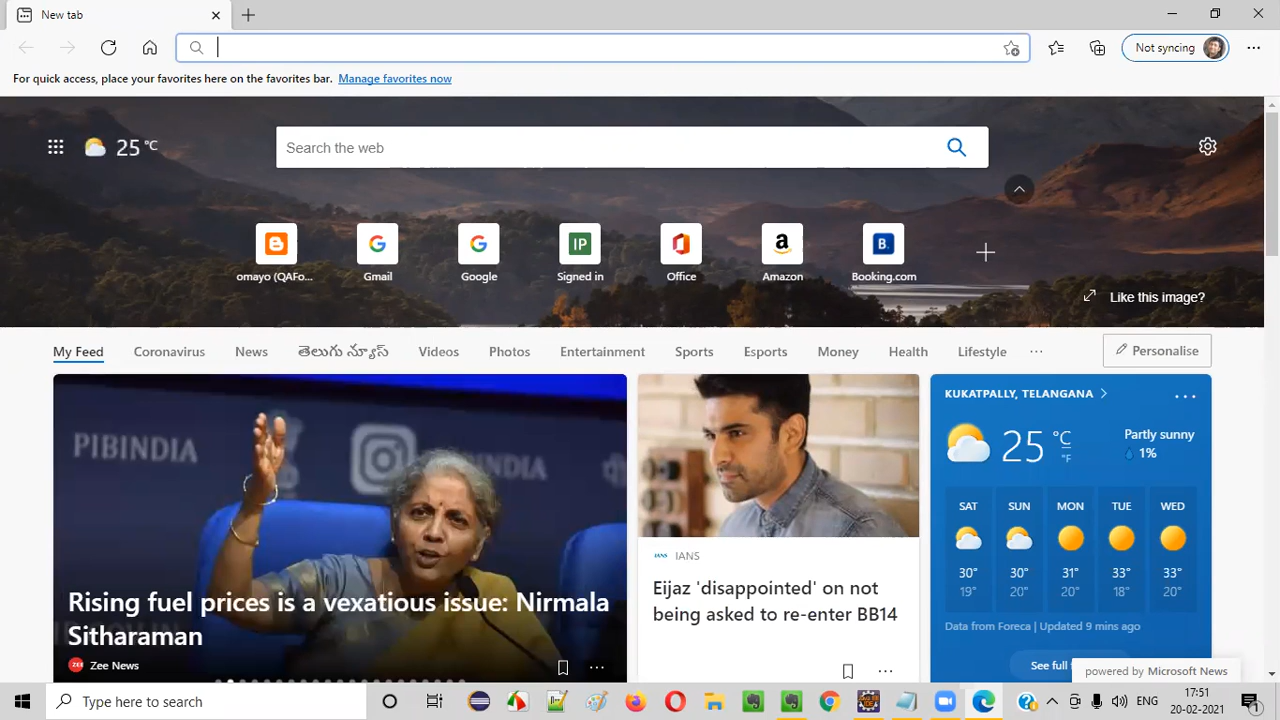 New tab
Not syncing
For quick access, place your favorites here on the favorites bar. Manage favorites now
25 °C
Search the web
IP
a
B.
omayo (QAFo...
Gmail
Google
Signed in
Office
Amazon
Booking.com
Like this image?
My Feed
Coronavirus
News
తెలుగు న్యూస్
Videos
Photos
Entertainment
Sports
Esports
Money
Health
Lifestyle
Personalise
PIBINDIA
INDIA
Rising fuel prices is a vexatious issue: Nirmala
Sitharaman
Zee News
IANS
Eijaz 'disappointed' on not
being asked to re-enter BB14
KUKATPALLY, TELANGANA
25 °C
°F
Partly sunny
1%
SAT
SUN
MON
TUE
WED
30°
30°
31°
33°
33°
19°
20°
20°
18°
20°
Data from Foreca | Updated 9 mins ago
See full
powered by Microsoft News
Type here to search
ENG
17:51
20-02-2021